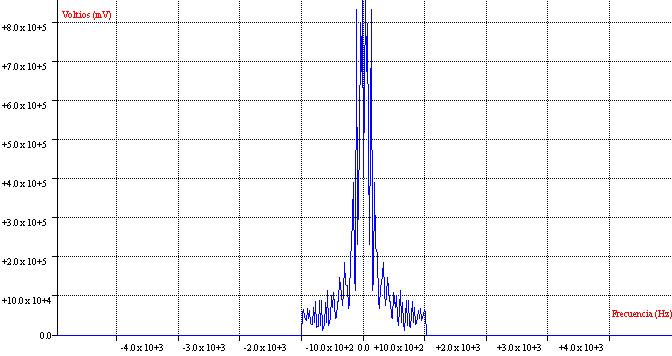 Voltios (mV)
+8.0 x 10+5
+7.0 x 10+5
+6.0 x 10+5
+5.0 x 10+5
+4.0 x 10+5
+3.0 x 10+5
+2.0 x 10+5
+10.0 x 10+4
Frecuencia (Hz)
0.0
-4.0 x 10+3 -3.0 x 10+3 -2.0 x 10+3 -10.0 x 10+2 0.0 +10.0 x 10+2 +2.0 x 10+3 +3.0 x 10+3 +4.0 x 10+3